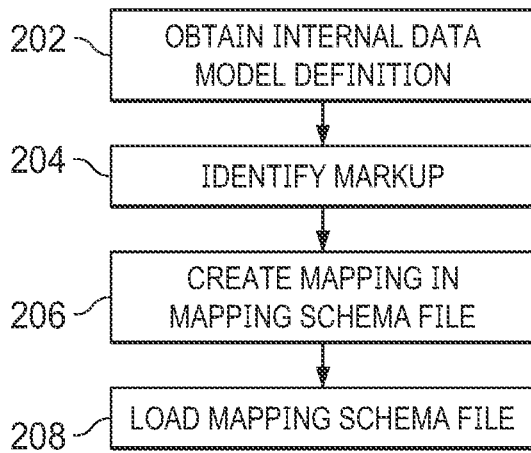 202
OBTAIN INTERNAL DATA
MODEL DEFINITION
204
IDENTIFY MARKUP
206
CREATE MAPPING IN
MAPPING SCHEMA FILE
208
LOAD MAPPING SCHEMA FILE